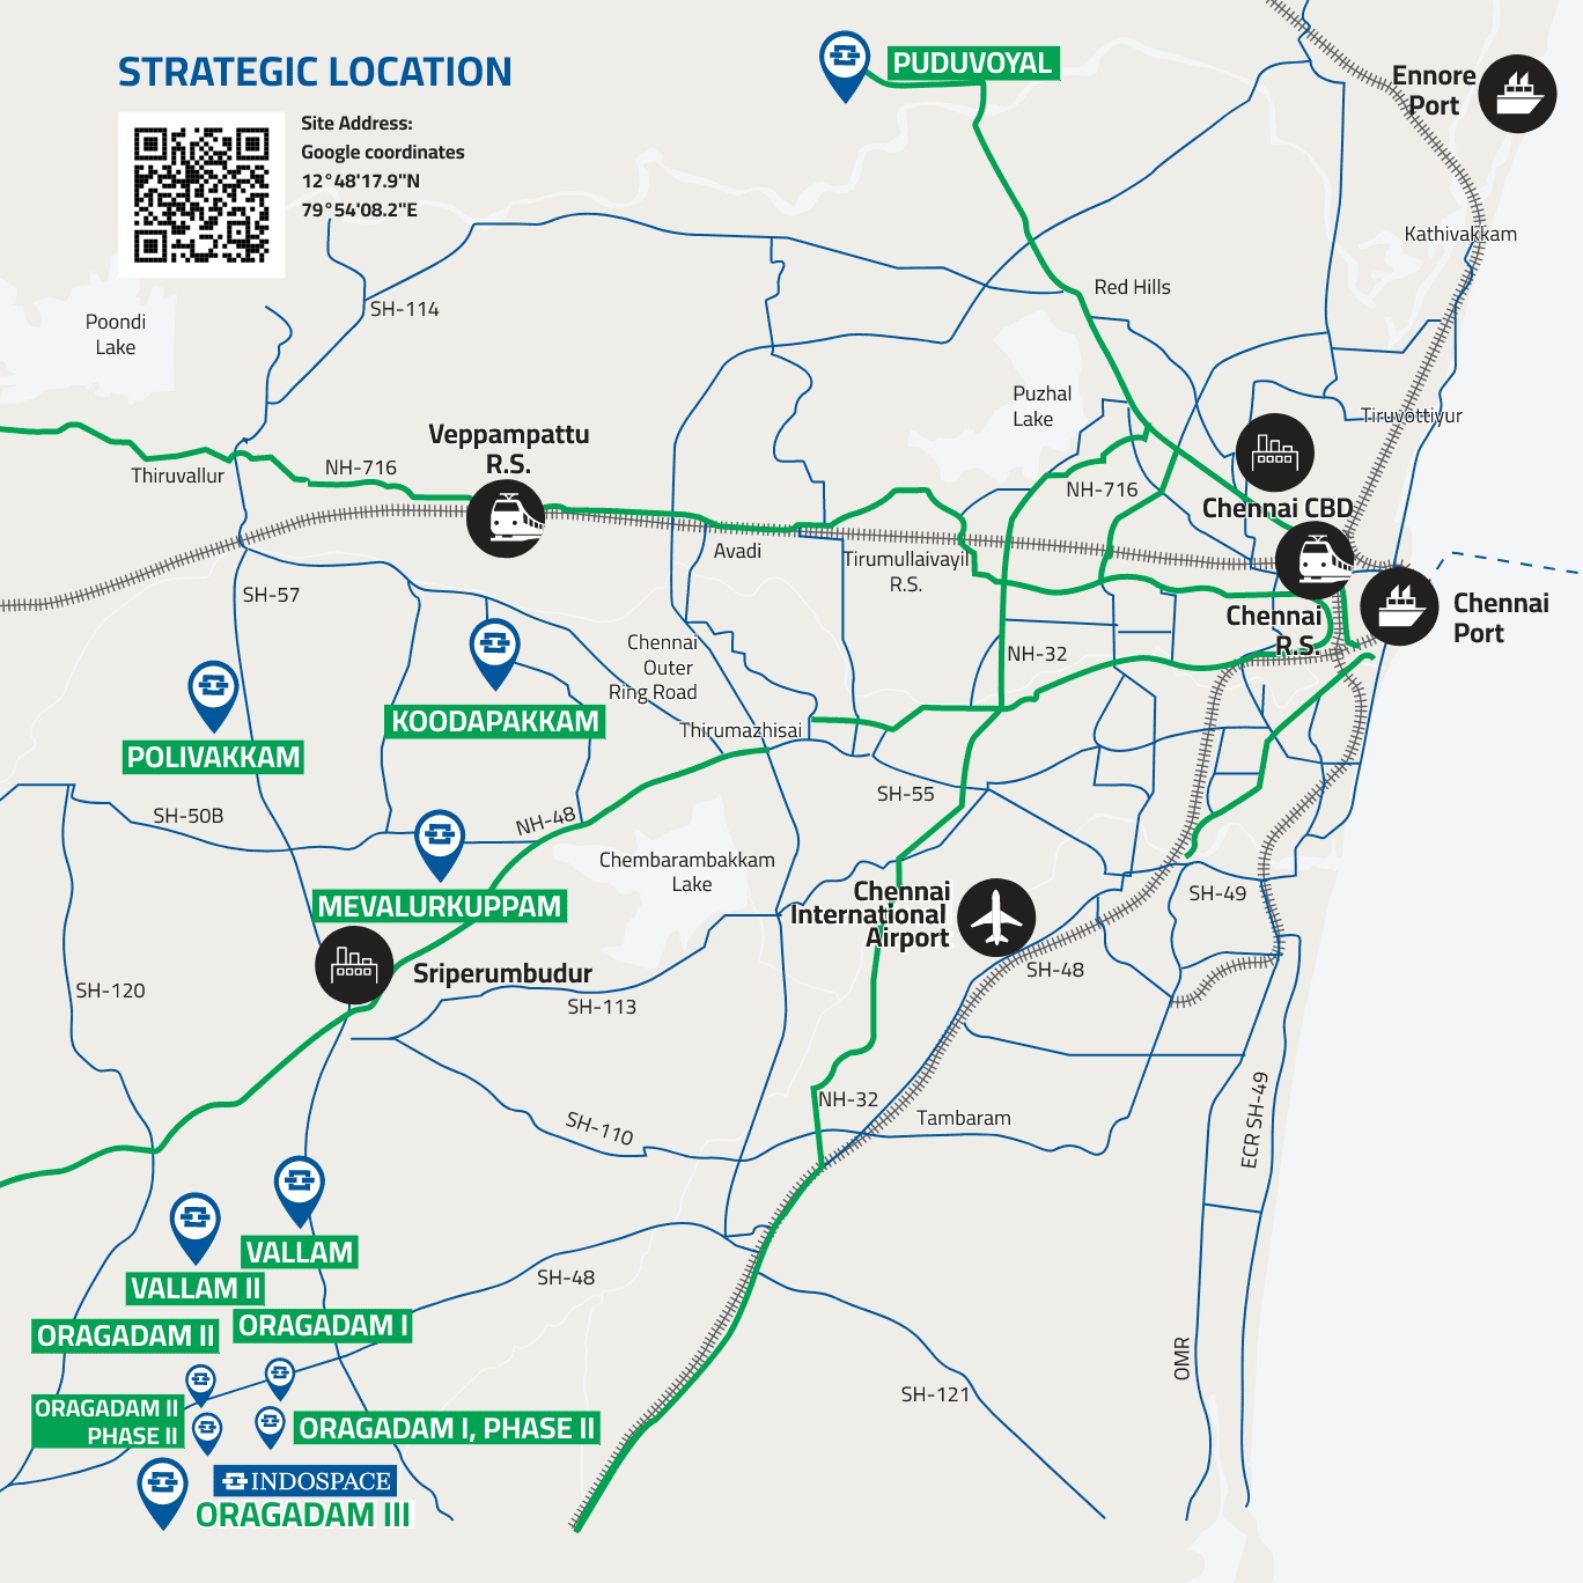 STRATEGIC LOCATION
Site Address:
Google coordinates
12°48'17.9"N
79°54'08.2"E
PUDUVOYAL
Ennore
Port
Kathivakkam
Red Hills
SH-114
Poondi
Lake
Puzhal
Lake
Tiruvottiyur
Veppampattu
R.S.
Thiruvallur
NH-716
NH-716
Chennai CBD
Avadi
Tirumullaivayil
R.S.
SH-57
Chennai
R.S.
Chennai
Port
Chennai
Outer
Ring Road
NH-32
KOODAPAKKAM
Thirumazhisai
POLIVAKKAM
SH-50B
NH-48
SH-55
Chembarambakkam
Lake
MEVALURKUPPAM
Chennai
International
Airport
SH-49
Sriperumbudur
SH-48
SH-120
SH-113
NH-32
Tambaram
SH-110
ECR SH-49
VALLAM
VALLAM II
SH-48
ORAGADAM I
ORAGADAM II
OMR
SH-121
ORAGADAM II
PHASE II
ORAGADAM I, PHASE II
INDOSPACE
ORAGADAM III